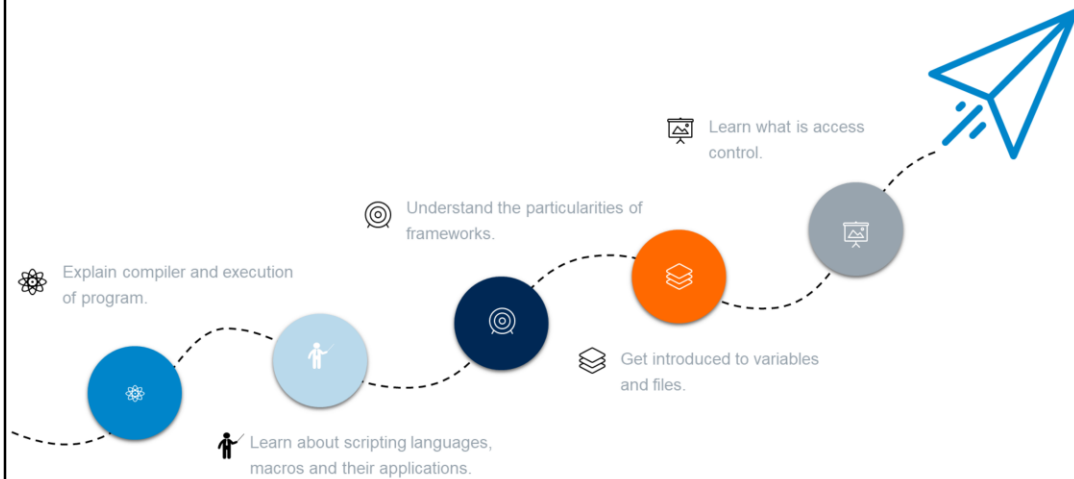 Explain compiler and execution
of program.
Learn about scripting languages,
macros and their applications.
Understand the particularities of
frameworks.
Get introduced to variables
and files.
Learn what is access
control.